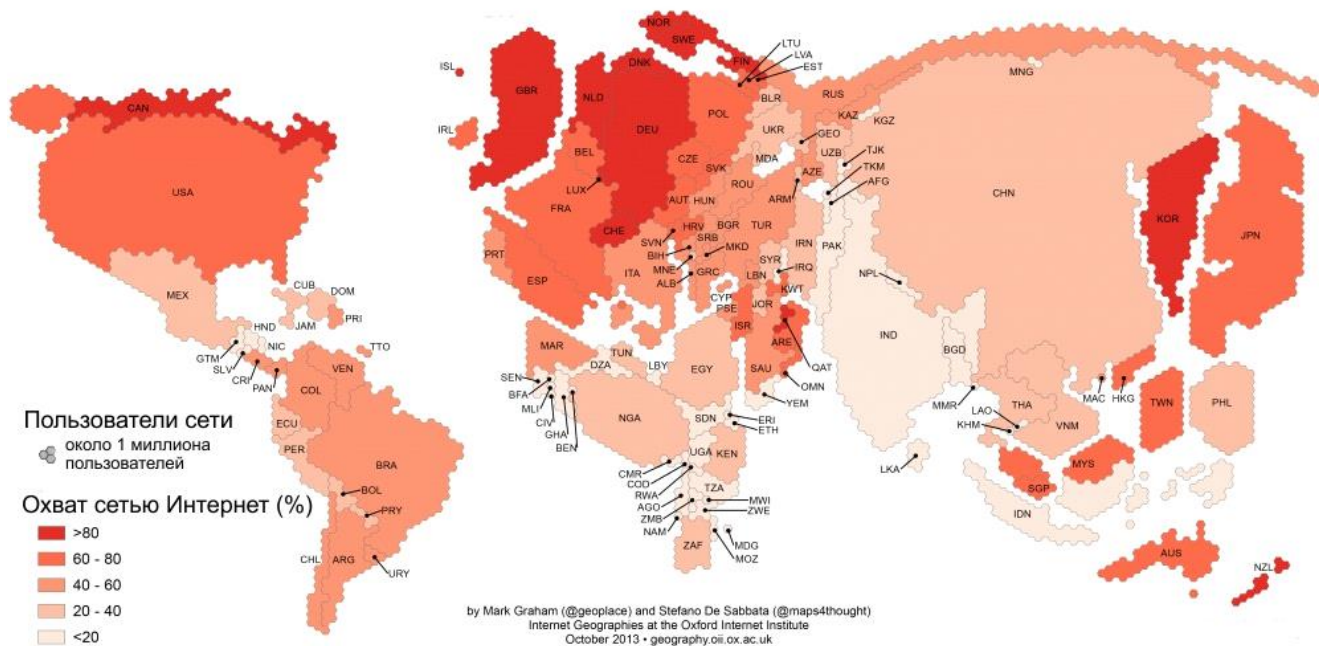 NOR
SWE
LTU
LVA
EST
ISL
GBR
DNK
FIN
MNG
NLD
RUS
CAN
BLR
POL
KAZ
KGZ
IRL
DEU
UKR
GEO
BEL
CZE
MDA
UZB
TJK
SVK
TKM
USA
LUX
ROU
AZE
AFG
CHN
AUT
HUN
ARM
FRA
KOR
CHE
HRV
BGR
TUR
SVN
SRB
JPN
PRT
BIH
MKD
IRN
PAK
ESP
ITA
MNE
GRC
SYR
IRQ
NPL
ALB
LBN
CUB
DOM
CYP
KWT
MEX
PSE
JOR
HND
JAM
PRI
ISR
IND
NIC
MAR
ARE
BGD
GTM
TTO
TUN
SLV
DZA
LBY
QAT
CRI
VEN
EGY
SAU
PAN
SEN
OMN
COL
BFA
YEM
MMR
MAC
HKG
MLI
TWN
PHL
CIV
NGA
LAO
THA
GHA
SDN
ERI
KHM
VNM
BEN
ETH
ECU
UGA
KEN
PER
LKA
BRA
CMR
MYS
COD
RWA
TZA
SGP
BOL
AGO
MWI
PRY
ZMB
ZWE
IDN
NAM
ZAF
MDG
MOZ
AUS
CHL
ARG
URY
NZL
Пользователи сети
около 1 миллиона
пользователей
Охват сетью Интернет (%)
>80
60 - 80
40 - 60
20 - 40
<20
by Mark Graham (@geoplace) and Stefano De Sabbata (@maps4thought)
Internet Geographies at the Oxford Internet Institute
October 2013 • geography.oii.ox.ac.uk